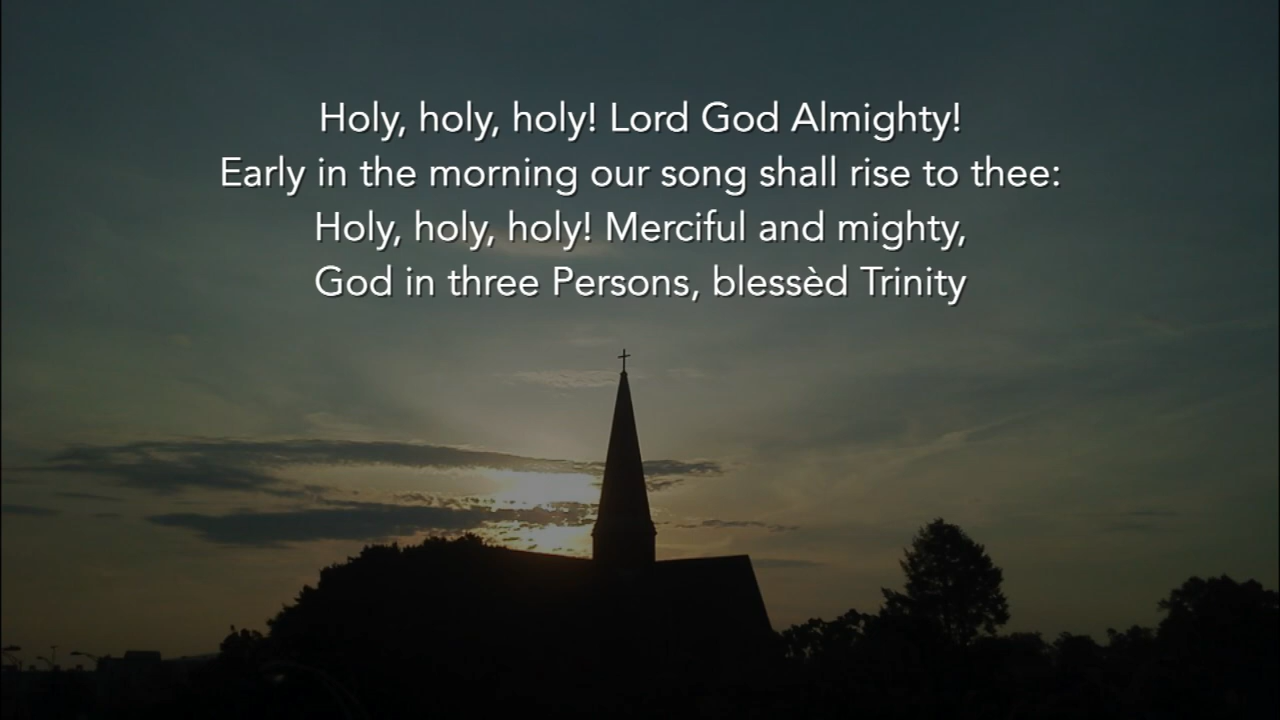 Holy, holy, holy! Lord God Almighty!
Early in the morning our song shall rise to thee:
Holy, holy, holy! Merciful and mighty,
God in three Persons, blessèd Trinity